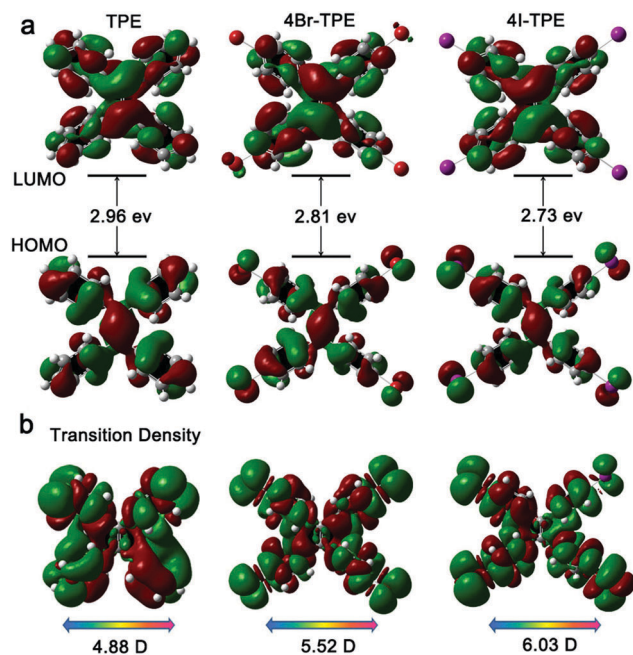 a TPE 4Br-TPE 4I-TPE
LUMO
2.96 ev 2.81 ev 2.73 ev
HOMO
b
Transition Density
4.88 D 5.52 D 6.03 D